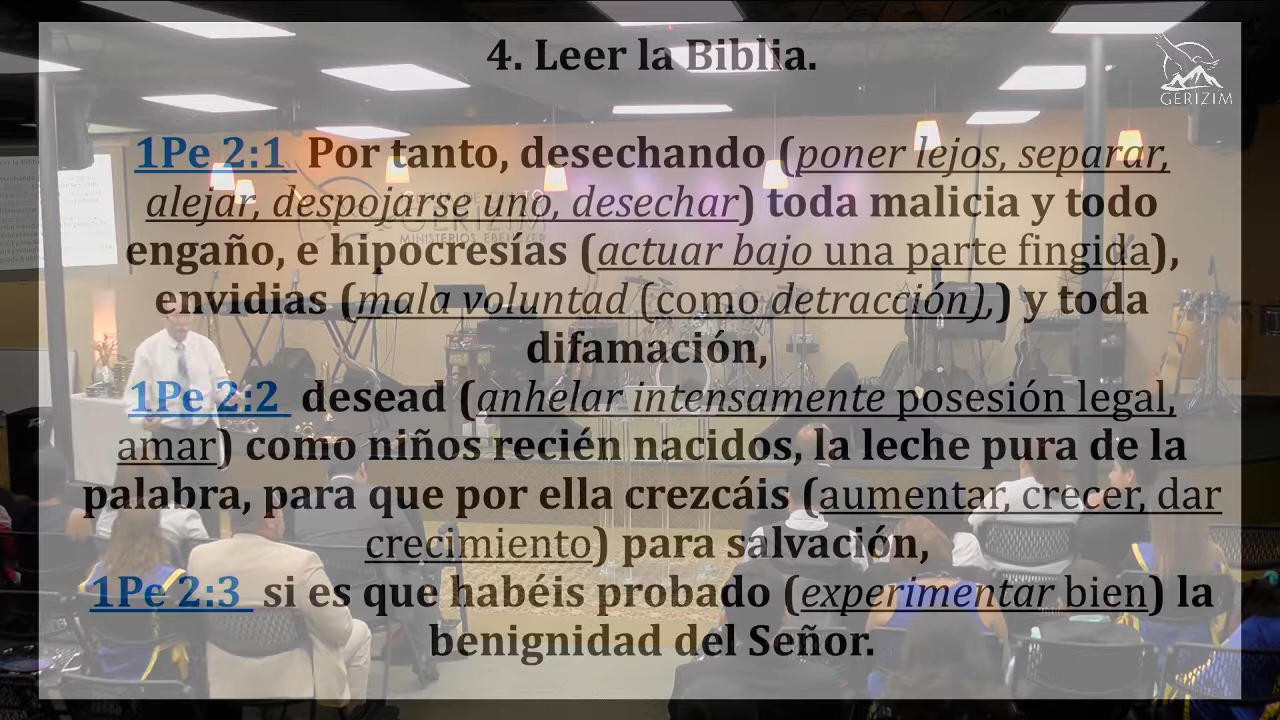 4. Leer la Biblia.
GERIZIM
1Pe 2:1 Por tanto, desechando (poner lejos, separar,
alejar, despojarse uno, desechar) toda malicia y todo
engaño, e hipocresías (actuar bajo una parte fingida),
envidias (mala voluntad (como detracción),) y toda
difamación,
1Pe 2:2 desead (anhelar intensamente posesión legal,
amar) como niños recién nacidos, la leche pura de la
palabra, para que por ella crezcáis (aumentar, crecer, dar
crecimiento) para salvación,
1Pe 2:3 si es que habéis probado (experimentar bien) la
benignidad del Señor.
GERIZIM
MINISTERIOS EBENEZER